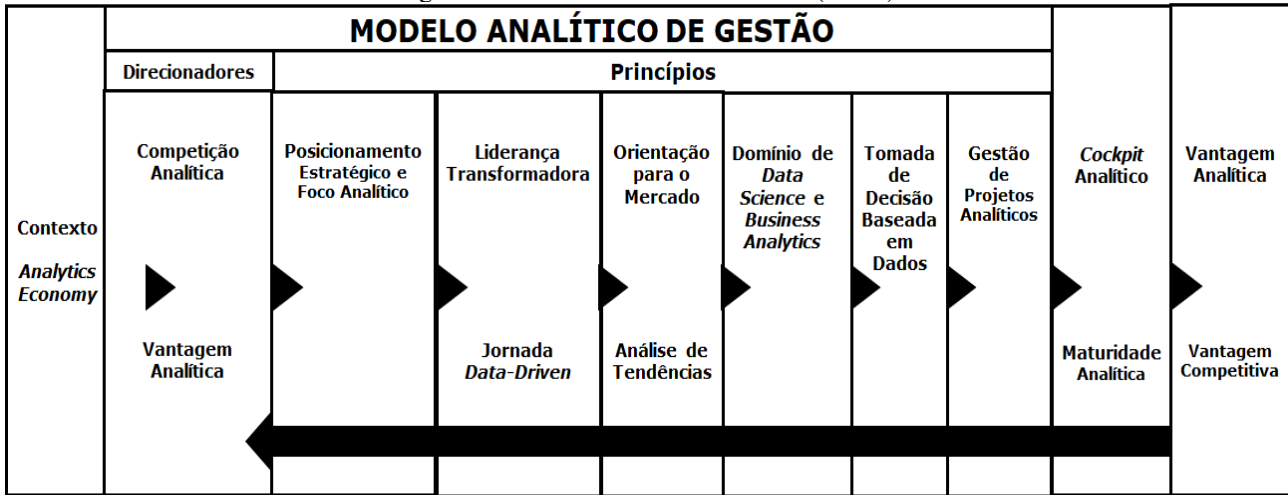 MODELO ANALÍTICO DE GESTÃO
Direcionadores
Princípios
Contexto
Analytics
Economy
Competição
Analítica
Vantagem
Analítica
Posicionamento
Estratégico e
Foco Analítico
Liderança
Transformadora
Jornada
Data-Driven
Orientação
para o
Mercado
Análise de
Tendências
Domínio de
Data
Science e
Business
Analytics
Tomada
de
Decisão
Baseada
em
Dados
Gestão
de
Projetos
Analíticos
Cockpit
Analítico
Maturidade
Analítica
Vantagem
Analítica
Vantagem
Competitiva